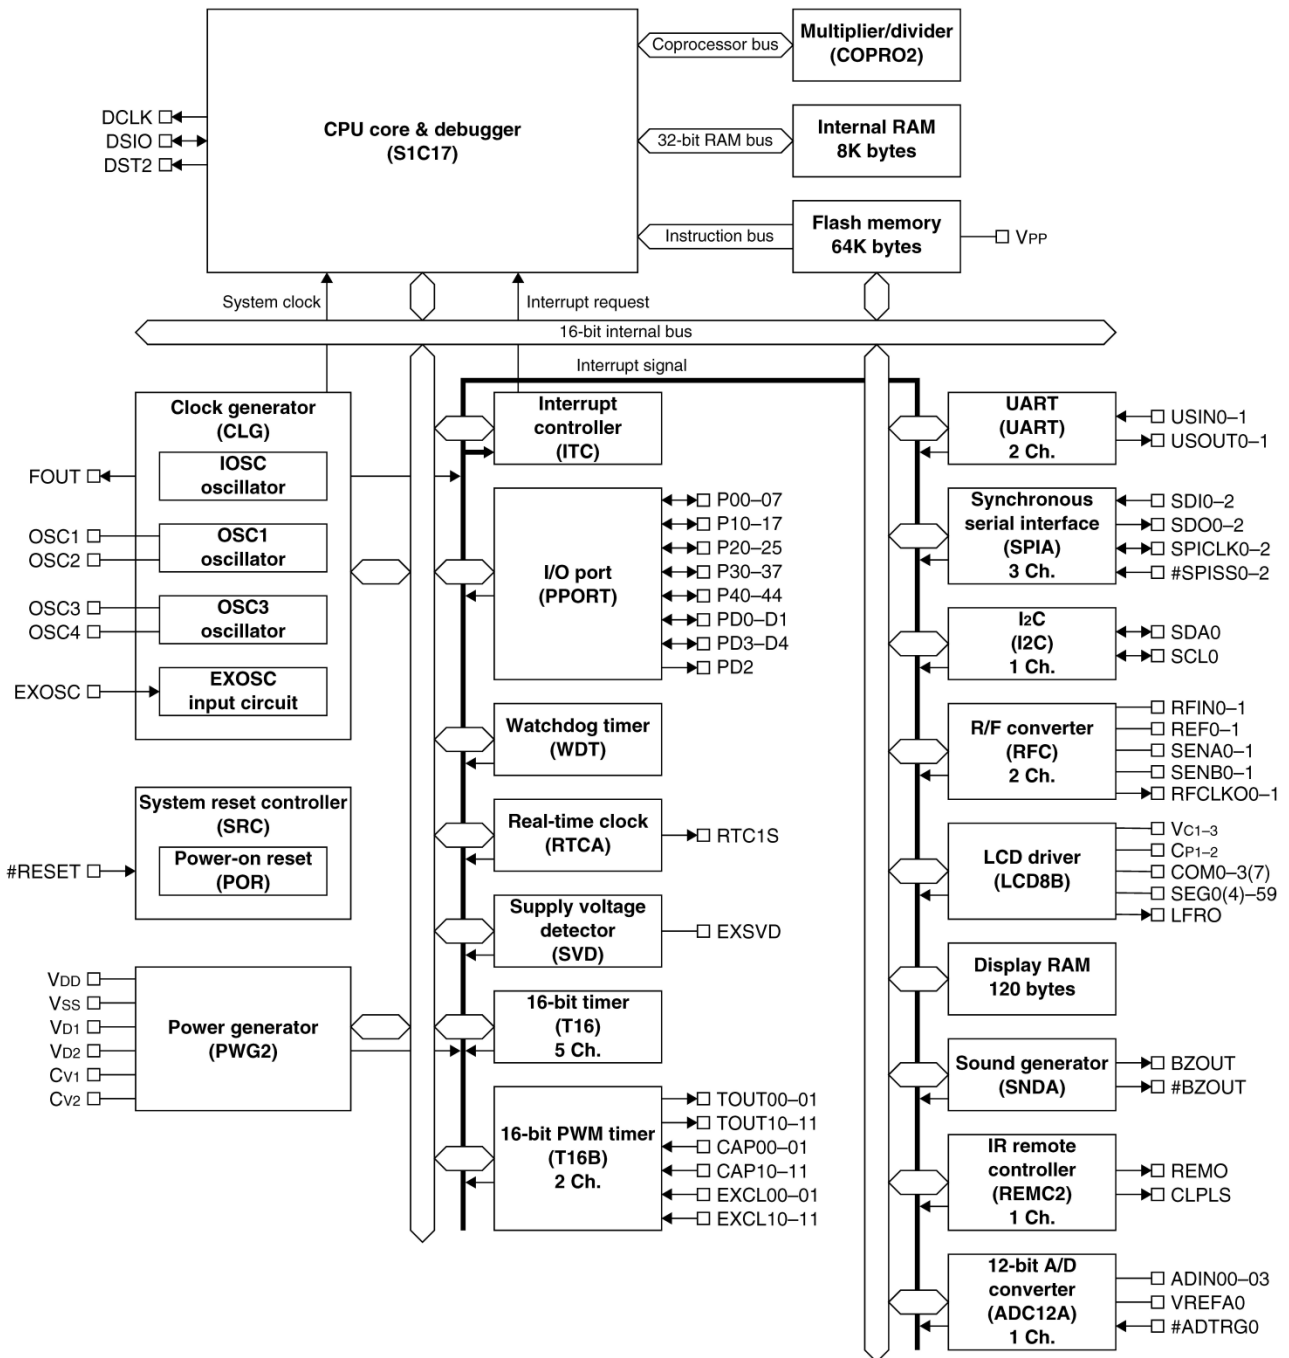 Multiplier/divider
(COPRO2)
Coprocessor bus
CPU core & debugger
(S1C17)
DCLK
DSIO
DST2
32-bit RAM bus
Internal RAM
8K bytes
Instruction bus
Flash memory
64K bytes
VPP
System clock
Interrupt request
16-bit internal bus
Interrupt signal
Clock generator
(CLG)
IOSC
oscillator
FOUT
OSC1
OSC2
OSC1
oscillator
OSC3
OSC4
OSC3
oscillator
EXOSC
EXOSC
input circuit
System reset controller
(SRC)
Power-on reset
(POR)
#RESET
VDD
VSS
VD1
VD2
CV1
CV2
Power generator
(PWG2)
Interrupt
controller
(ITC)
I/O port
(PPORT)
P00–07
P10–17
P20–25
P30–37
P40–44
PD0–D1
PD3–D4
PD2
Watchdog timer
(WDT)
Real-time clock
(RTCA)
RTC1S
Supply voltage
detector
(SVD)
EXSVD
16-bit timer
(T16)
5 Ch.
16-bit PWM timer
(T16B)
2 Ch.
TOUT00–01
TOUT10–11
CAP00–01
CAP10–11
EXCL00–01
EXCL10–11
UART
(UART)
2 Ch.
USIN0–1
USOUT0–1
Synchronous
serial interface
(SPIA)
3 Ch.
SDI0–2
SDO0–2
SPICLK0–2
#SPISS0–2
I2C
(I2C)
1 Ch.
SDA0
SCL0
R/F converter
(RFC)
2 Ch.
RFIN0–1
REF0–1
SENA0–1
SENB0–1
RFCLKO0–1
LCD driver
(LCD8B)
VC1–3
CP1–2
COM0–3(7)
SEG0(4)–59
LFRO
Display RAM
120 bytes
Sound generator
(SNDA)
BZOUT
#BZOUT
IR remote
controller
(REMC2)
1 Ch.
REMO
CLPLS
12-bit A/D
converter
(ADC12A)
1 Ch.
ADIN00–03
VREFA0
#ADTRG0